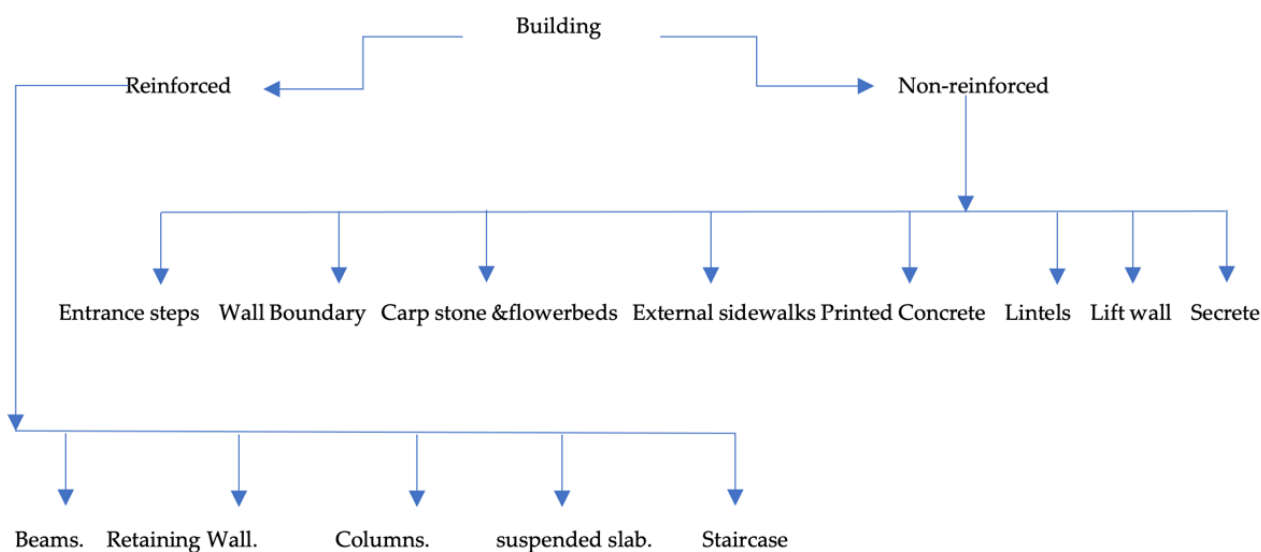 Building
Reinforced
Non-reinforced
Entrance steps
Wall Boundary
Carp stone &flowerbeds
External sidewalks
Printed Concrete
Lintels
Lift wall
Secrete
Beams.
Retaining Wall.
Columns.
suspended slab.
Staircase